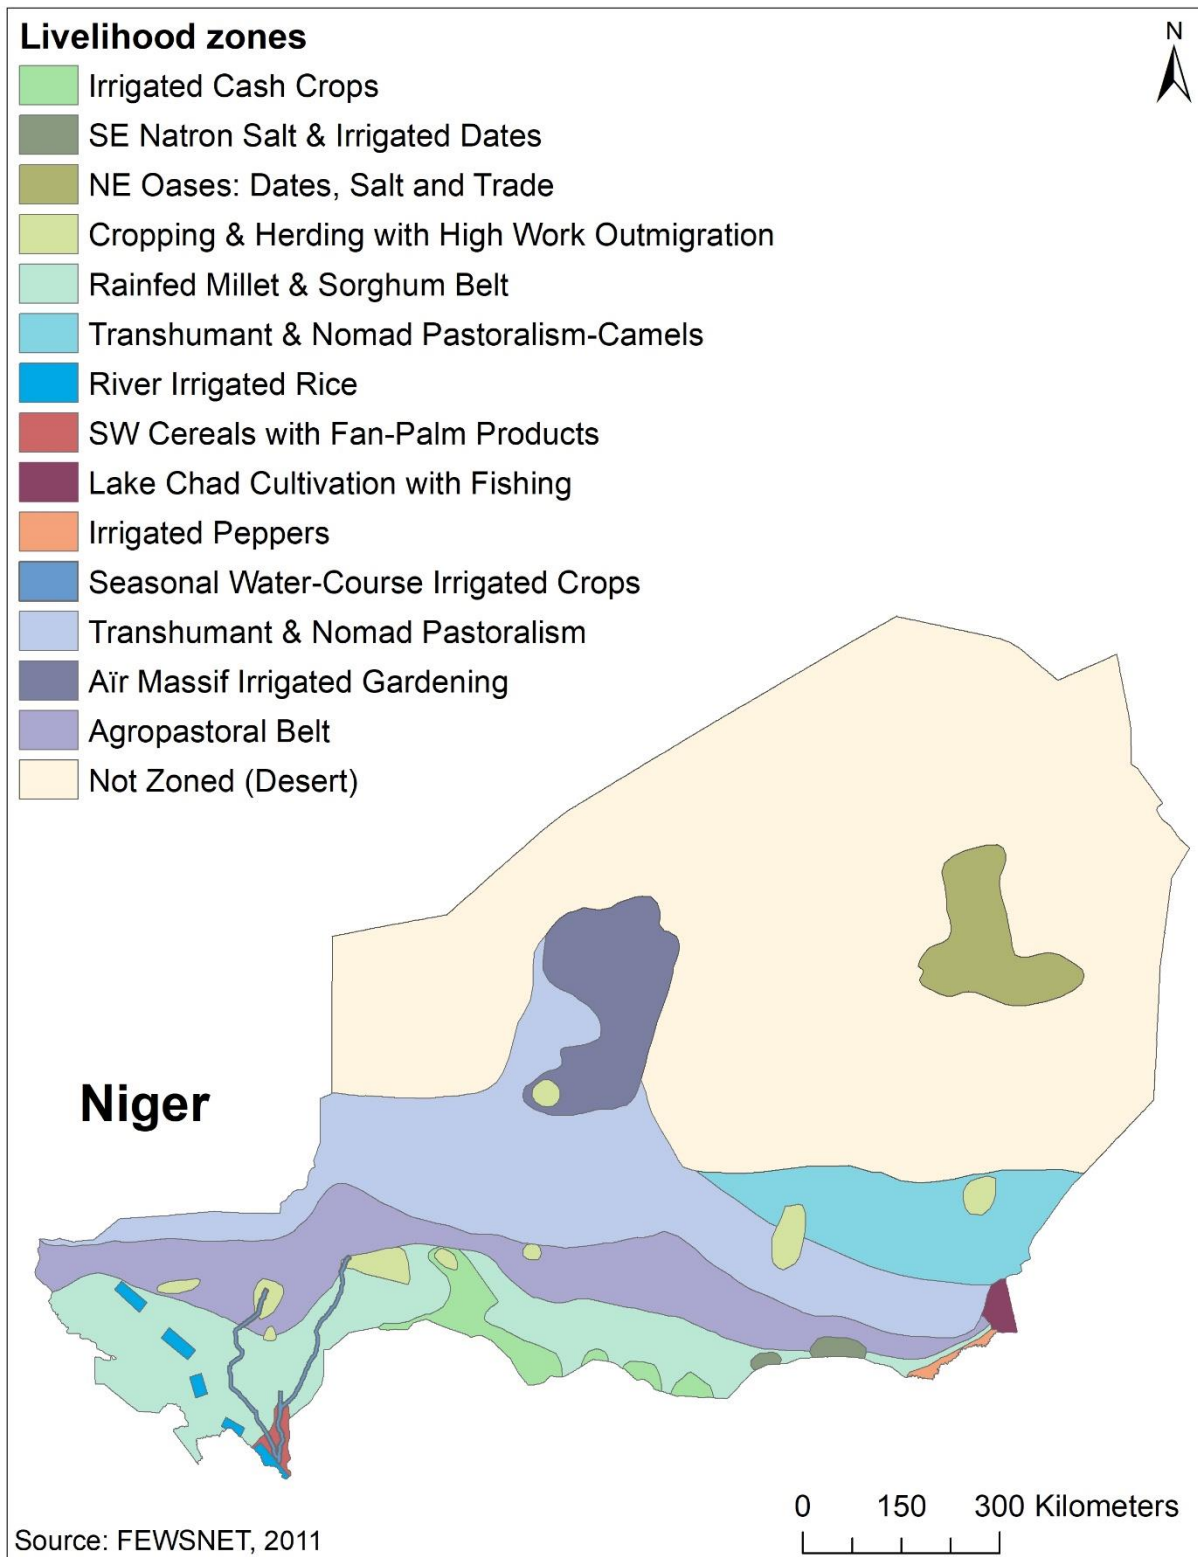 Livelihood zones
N
Irrigated Cash Crops
SE Natron Salt & Irrigated Dates
NE Oases: Dates, Salt and Trade
Cropping & Herding with High Work Outmigration
Rainfed Millet & Sorghum Belt
Transhumant & Nomad Pastoralism-Camels
River Irrigated Rice
SW Cereals with Fan-Palm Products
Lake Chad Cultivation with Fishing
Irrigated Peppers
Seasonal Water-Course Irrigated Crops
Transhumant & Nomad Pastoralism
Aïr Massif Irrigated Gardening
Agropastoral Belt
Not Zoned (Desert)
Niger
0 150 300 Kilometers
Source: FEWSNET, 2011